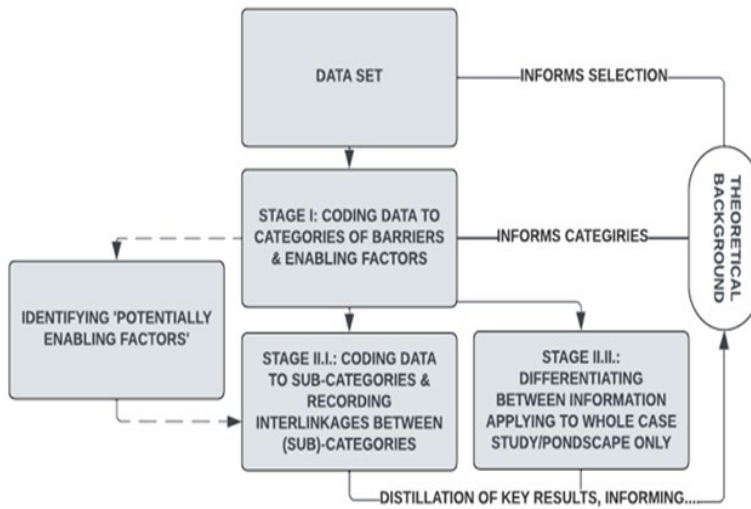 DATA SET
INFORMS SELECTION
THEORETICAL
BACKGROUND
STAGE I: CODING DATA TO
CATEGORIES OF BARRIERS
& ENABLING FACTORS
INFORMS CATEGIRIES
IDENTIFYING 'POTENTIALLY
ENABLING FACTORS'
STAGE II.I.: CODING DATA
TO SUB-CATEGORIES &
RECORDING
INTERLINKAGES BETWEEN
(SUB)-CATEGORIES
STAGE II.II.:
DIFFERENTIATING
BETWEEN INFORMATION
APPLYING TO WHOLE CASE
STUDY/PONDSCAPE ONLY
DISTILLATION OF KEY RESULTS, INFORMING....